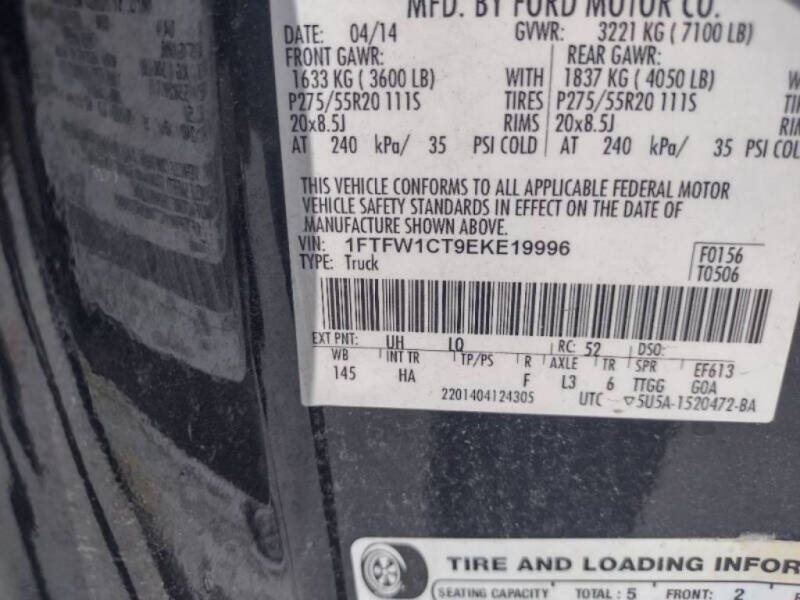 MFD. BY FORD MOTOR CO.
DATE: 04/14 GVWR: 3221 KG ( 7100 LB)
FRONT GAWR: REAR GAWR:
1633 KG ( 3600 LB) WITH 1837 KG ( 4050 LB)
P275/55R20 111S TIRES P275/55R20 111S
20x8.5J RIMS 20x8.5J
AT 240 kPa/ 35 PSI COLD AT 240 kPa/ 35 PSI COLD
THIS VEHICLE CONFORMS TO ALL APPLICABLE FEDERAL MOTOR
VEHICLE SAFETY STANDARDS IN EFFECT ON THE DATE OF
MANUFACTURE SHOWN ABOVE.
VIN: 1FTFW1CT9EKE19996 F0156
TYPE: Truck T0506
EXT PNT: UH LQ RC: 52 DSO:
WB INT TR TP/PS R AXLE TR SPR EF613
145 HA F L3 6 TTGG G0A
2201404124305 UTC ▽5U5A-1520472-BA
TIRE AND LOADING INFOR
SEATING CAPACITY TOTAL : 5 FRONT: 2